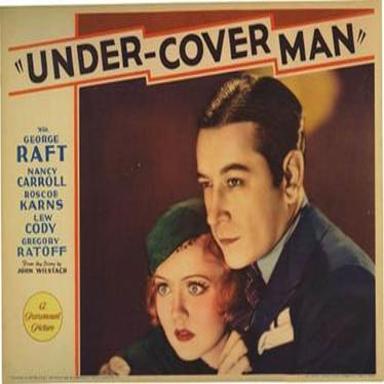 "UNDER-COVER MAN"
With
GEORGE
RAFT
NANCY
CARROLL
ROSCOE
KARNS
LEW
CODY
GREGORY
RATOFF
From the Story by
JOHN WILSTACH
A
Paramount
Picture